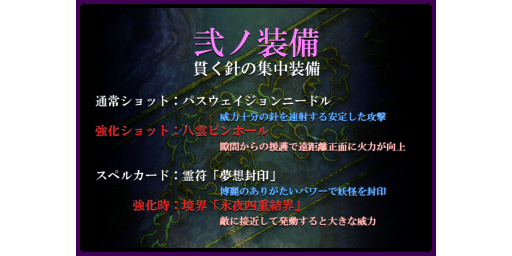 弐ノ装備
貫く針の集中装備
通常ショット：パスウェイジョンニードル
威力十分の針を速射する安定した攻撃
強化ショット：八雲ピンホール
隙間からの援護で遠距離正面に火力が向上
スペルカード：霊符「夢想封印」
博麗のありがたいパワーで妖怪を封印
強化時：境界「永夜四重結界」
敵に接近して発動すると大きな威力